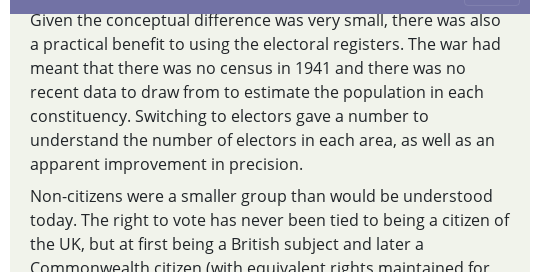 Given the conceptual difference was very small, there was also
a practical benefit to using the electoral registers. The war had
meant that there was no census in 1941 and there was no
recent data to draw from to estimate the population in each
constituency. Switching to electors gave a number to
understand the number of electors in each area, as well as an
apparent improvement in precision.
Non-citizens were a smaller group than would be understood
today. The right to vote has never been tied to being a citizen of
the UK, but at first being a British subject and later a
Commonwealth citizen (with equivalent rights maintained for